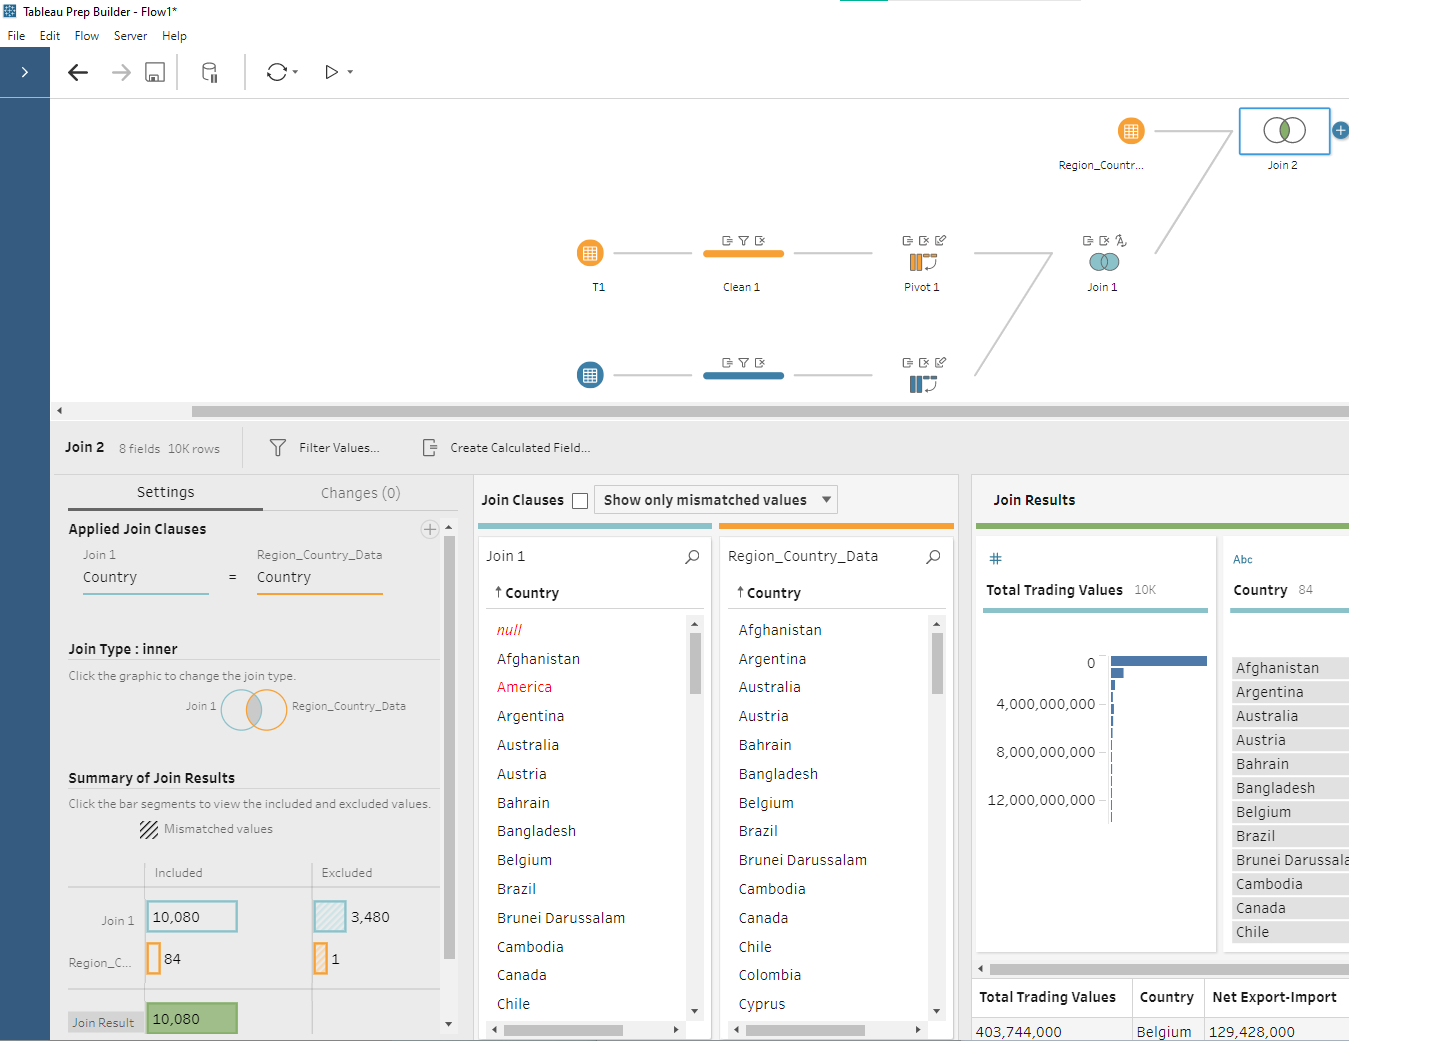 Tableau Prep Builder - Flow1*
File Edit Flow Server Help
Region_Countr...
Join 2
T1
Clean 1
Pivot 1
Join 1
Join 2 8 fields 10K rows Filter Values... Create Calculated Field...
Settings Changes (0)
Applied Join Clauses
Join 1 Region_Country_Data
Country = Country
Join Type : inner
Click the graphic to change the join type.
Join 1 Region_Country_Data
Summary of Join Results
Click the bar segments to view the included and excluded values.
Mismatched values
Included Excluded
Join 1 10,080 3,480
Region_C... 84 1
Join Result 10,080
Join Clauses Show only mismatched values
Join 1
Country
null
Afghanistan
America
Argentina
Australia
Austria
Bahrain
Bangladesh
Belgium
Brazil
Brunei Darussalam
Cambodia
Canada
Chile
Region_Country_Data
Country
Afghanistan
Argentina
Australia
Austria
Bahrain
Bangladesh
Belgium
Brazil
Brunei Darussalam
Cambodia
Canada
Chile
Colombia
Cyprus
Join Results
#
Total Trading Values 10K
0
4,000,000,000
8,000,000,000
12,000,000,000
Abc
Country 84
Afghanistan
Argentina
Australia
Austria
Bahrain
Bangladesh
Belgium
Brazil
Brunei Darussala
Cambodia
Canada
Chile
Total Trading Values Country Net Export-Import
403,744,000 Belgium 129,428,000